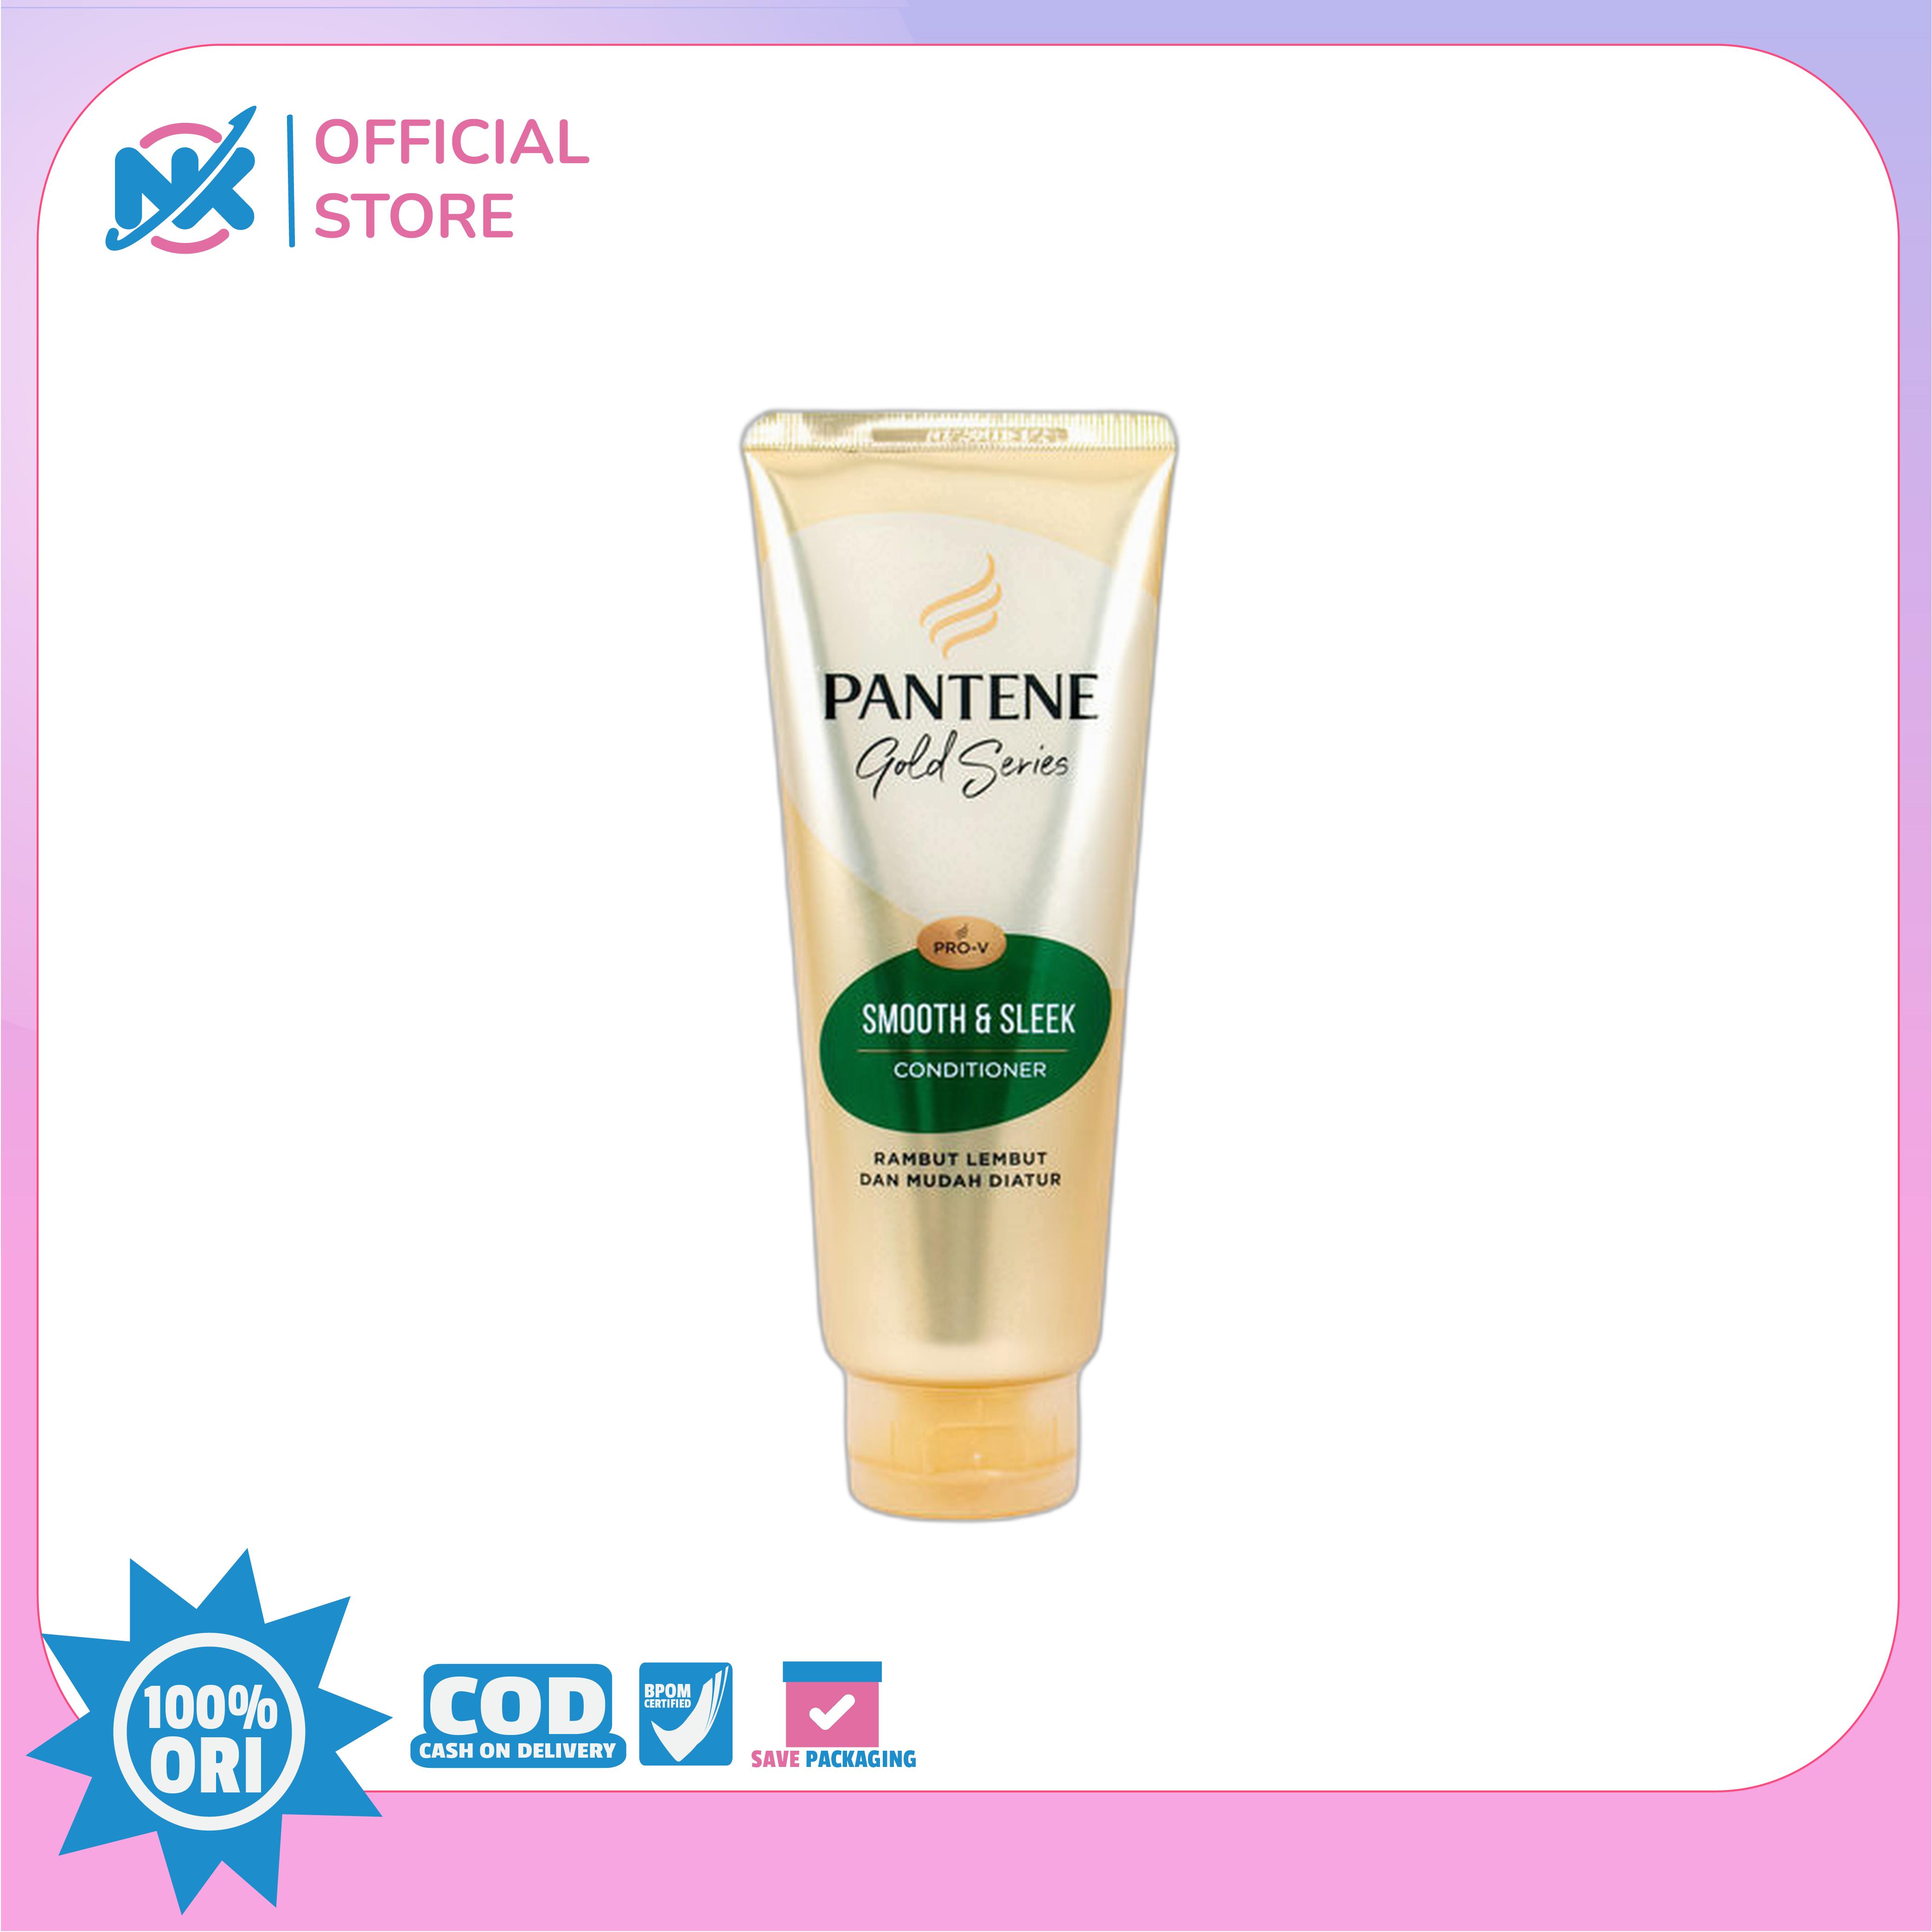 NK
OFFICIAL
STORE
PANTENE
Gold Series
PRO-V
SMOOTH & SLEEK
CONDITIONER
RAMBUT LEMBUT
DAN MUDAH DIATUR
100%
ORI
COD
CASH ON DELIVERY
BPOM
CERTIFIED
SAVE PACKAGING